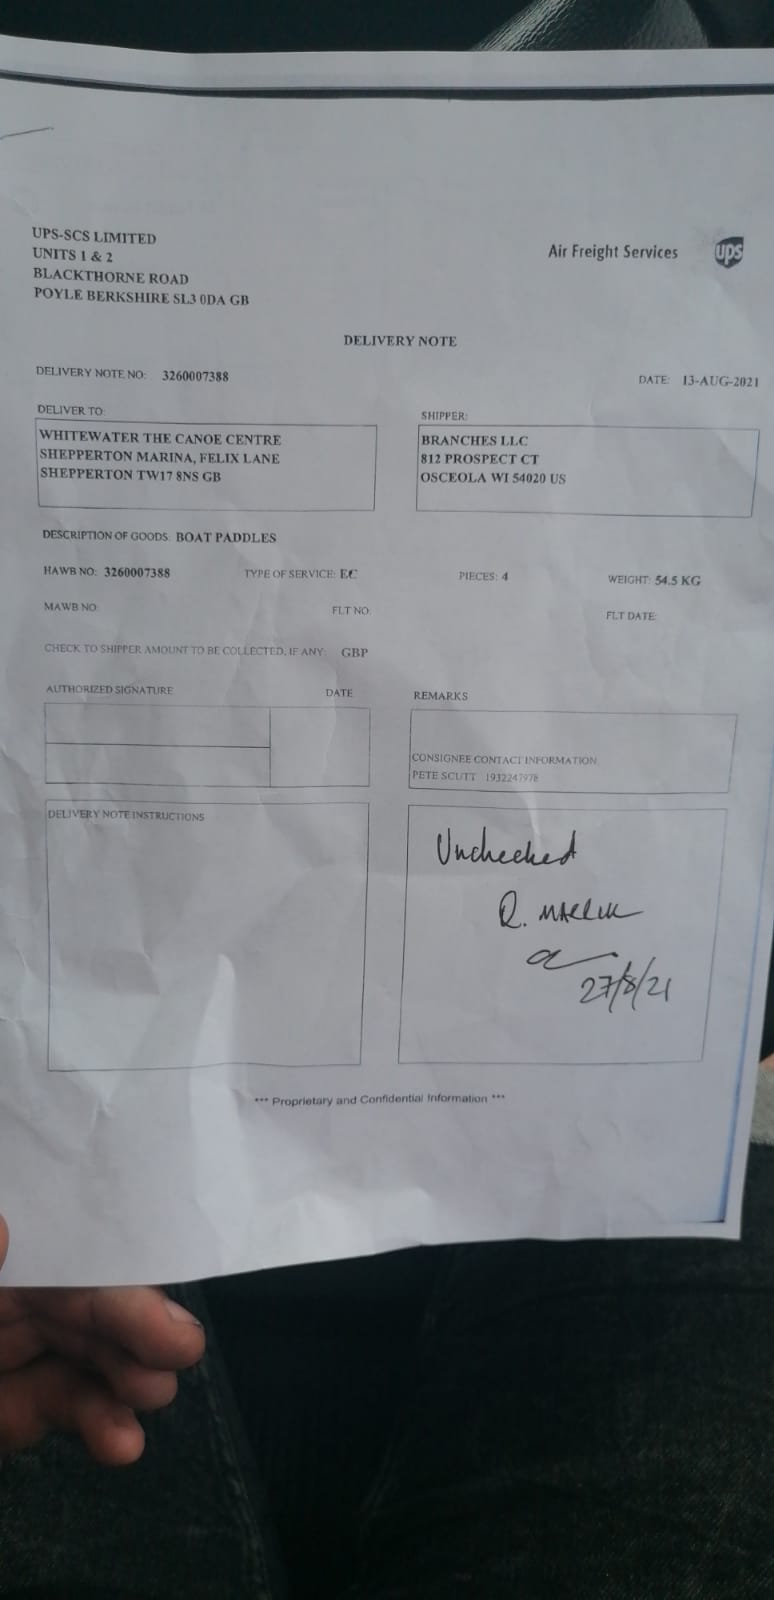 UPS-SCS LIMITED
UNITS 1 & 2
BLACKTHORNE ROAD
POYLE BERKSHIRE SL3 0DA GB
Air Freight Services ups
DELIVERY NOTE
DELIVERY NOTE NO: 3260007388
DATE: 13-AUG-2021
DELIVER TO:
WHITEWATER THE CANOE CENTRE
SHEPPERTON MARINA, FELIX LANE
SHEPPERTON TW17 8NS GB
SHIPPER:
BRANCHES LLC
812 PROSPECT CT
OSCEOLA WI 54020 US
DESCRIPTION OF GOODS: BOAT PADDLES
HAWB NO: 3260007388 TYPE OF SERVICE: EC PIECES: 4 WEIGHT: 54.5 KG
MAWB NO: FLT NO: FLT DATE:
CHECK TO SHIPPER AMOUNT TO BE COLLECTED, IF ANY: GBP
AUTHORIZED SIGNATURE DATE
REMARKS
CONSIGNEE CONTACT INFORMATION:
PETE SCUTT 1932247978
DELIVERY NOTE INSTRUCTIONS
Unchecked
27/8/21
*** Proprietary and Confidential Information ***